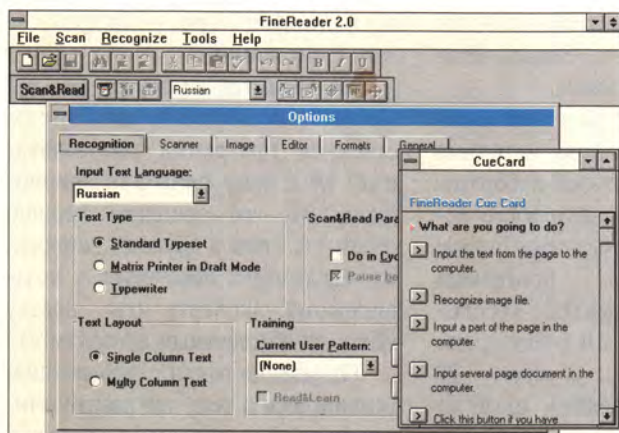 FineReader 2.0
File Scan Recognize Tools Help
B I U
Scan&Read Russian
Options
Recognition Scanner Image Editor Formats General
Input Text Language:
Russian
Text Type
Standard Typeset
Matrix Printer in Draft Mode
Typewriter
Text Layout
Single Column Text
Multy Column Text
Scan&Read Para
Do in Cyc
Pause
Training
Current User Pattern:
(None)
Read&Learn
CueCard
FineReader Cue Card
What are you going to do?
Input the text from the page to the
computer.
Recognize image file.
Input a part of the page in the
computer.
Input several page document in the
computer.
Click this button if you have